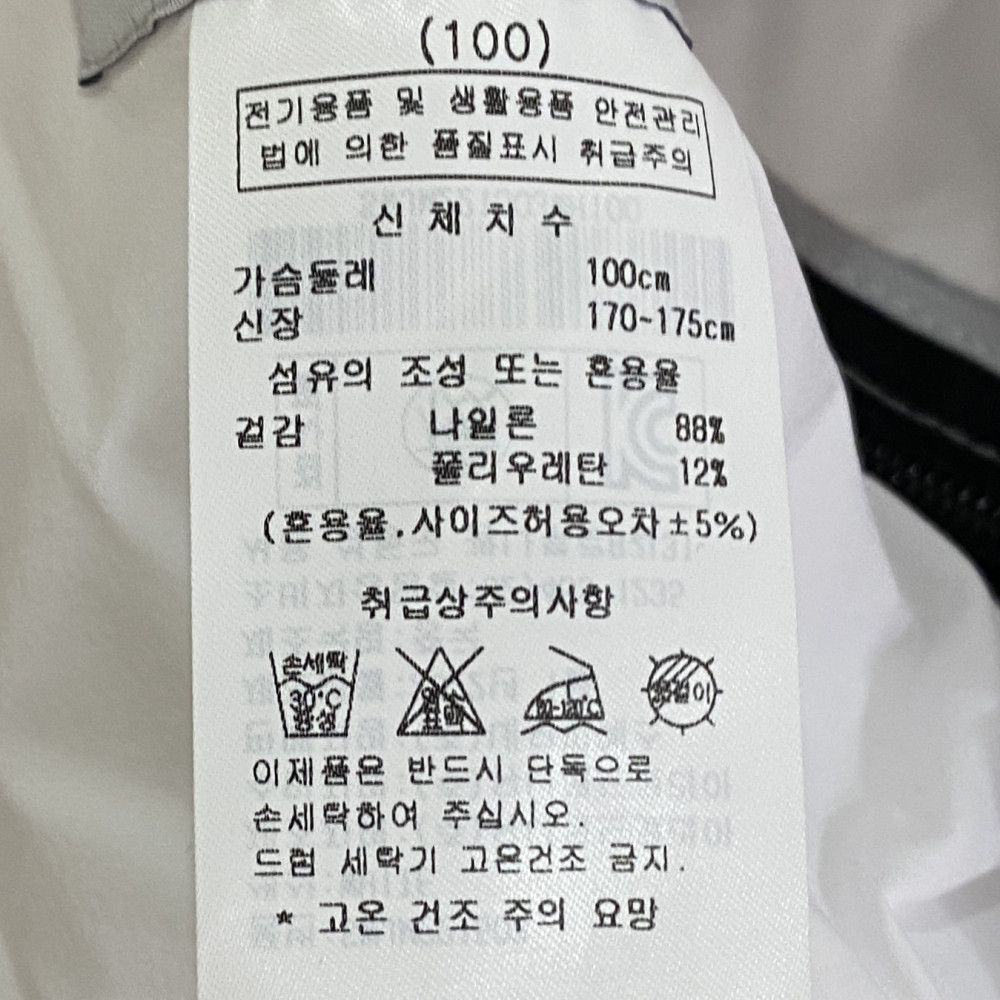 (100)
전기용품 및 생활용품 안전관리
법에 의한 품질표시 취급주의
신 체 치 수
가슴둘레 100cm
신장 170~175cm
섬유의 조성 또는 혼용율
겉감 나일론 88%
폴리우레탄 12%
(혼용율,사이즈허용오차±5%)
취급상주의사항
손세탁 30℃ 중성
80-120℃
이제품은 반드시 단독으로
손세탁하여 주십시오.
드럼 세탁기 고온건조 금지.
* 고온 건조 주의 요망